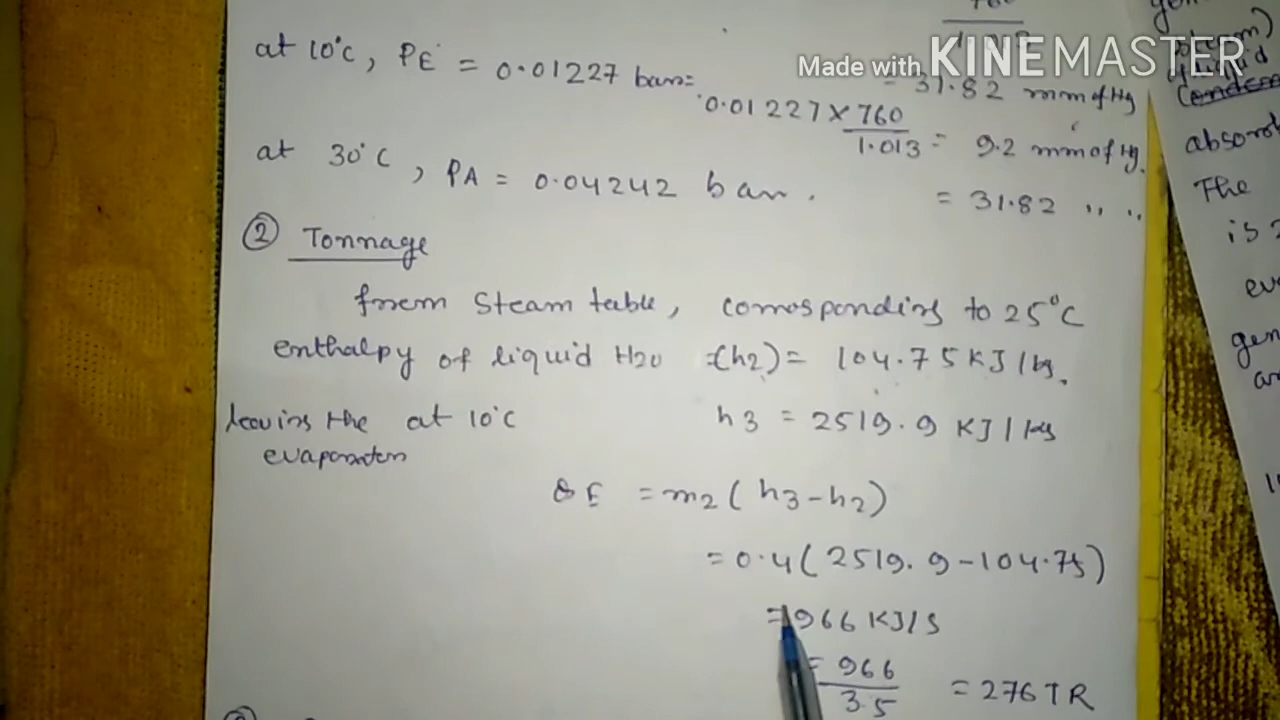 at 10°C, PE = 0.01227 bar =
0.01227 × 760
1.013 = 9.2 mm of Hg.
Made with KINEMASTER
= 31.82 mm of Hg
at 30°C, PA = 0.04242 bar.
= 31.82 " "
② Tonnage
from Steam table, corresponding to 25°C
enthalpy of liquid H2O (h2) = 104.75 KJ/kg.
leaving the at 10°C h3 = 2519.9 KJ/kg
evaporator
QE = m2(h3-h2)
= 0.4(2519.9-104.75)
= 966 KJ/S
= 966
3.5 = 276 TR
absorb
The
is